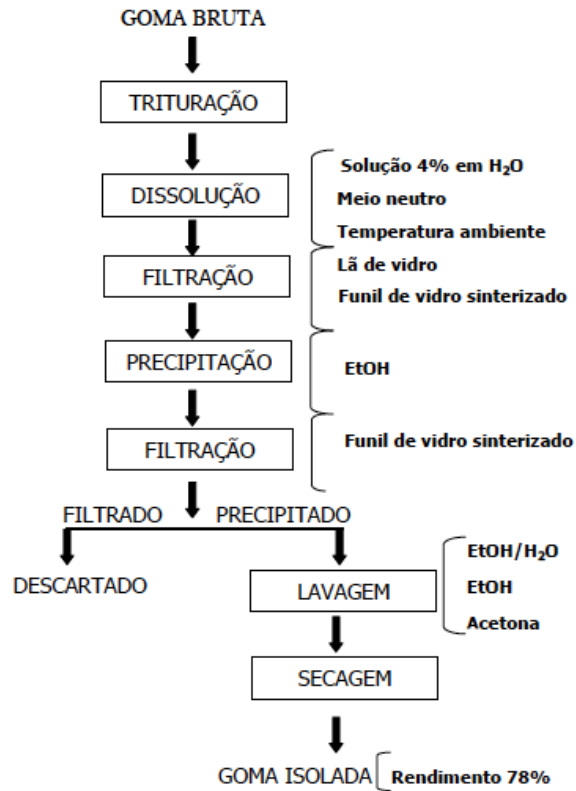 GOMA BRUTA
TRITURAÇÃO
DISSOLUÇÃO
Solução 4% em H₂O
Meio neutro
Temperatura ambiente
FILTRAÇÃO
Lã de vidro
Funil de vidro sinterizado
PRECIPITAÇÃO
EtOH
FILTRAÇÃO
Funil de vidro sinterizado
FILTRADO PRECIPITADO
DESCARTADO
LAVAGEM
EtOH/H₂O
EtOH
Acetona
SECAGEM
GOMA ISOLADA Rendimento 78%